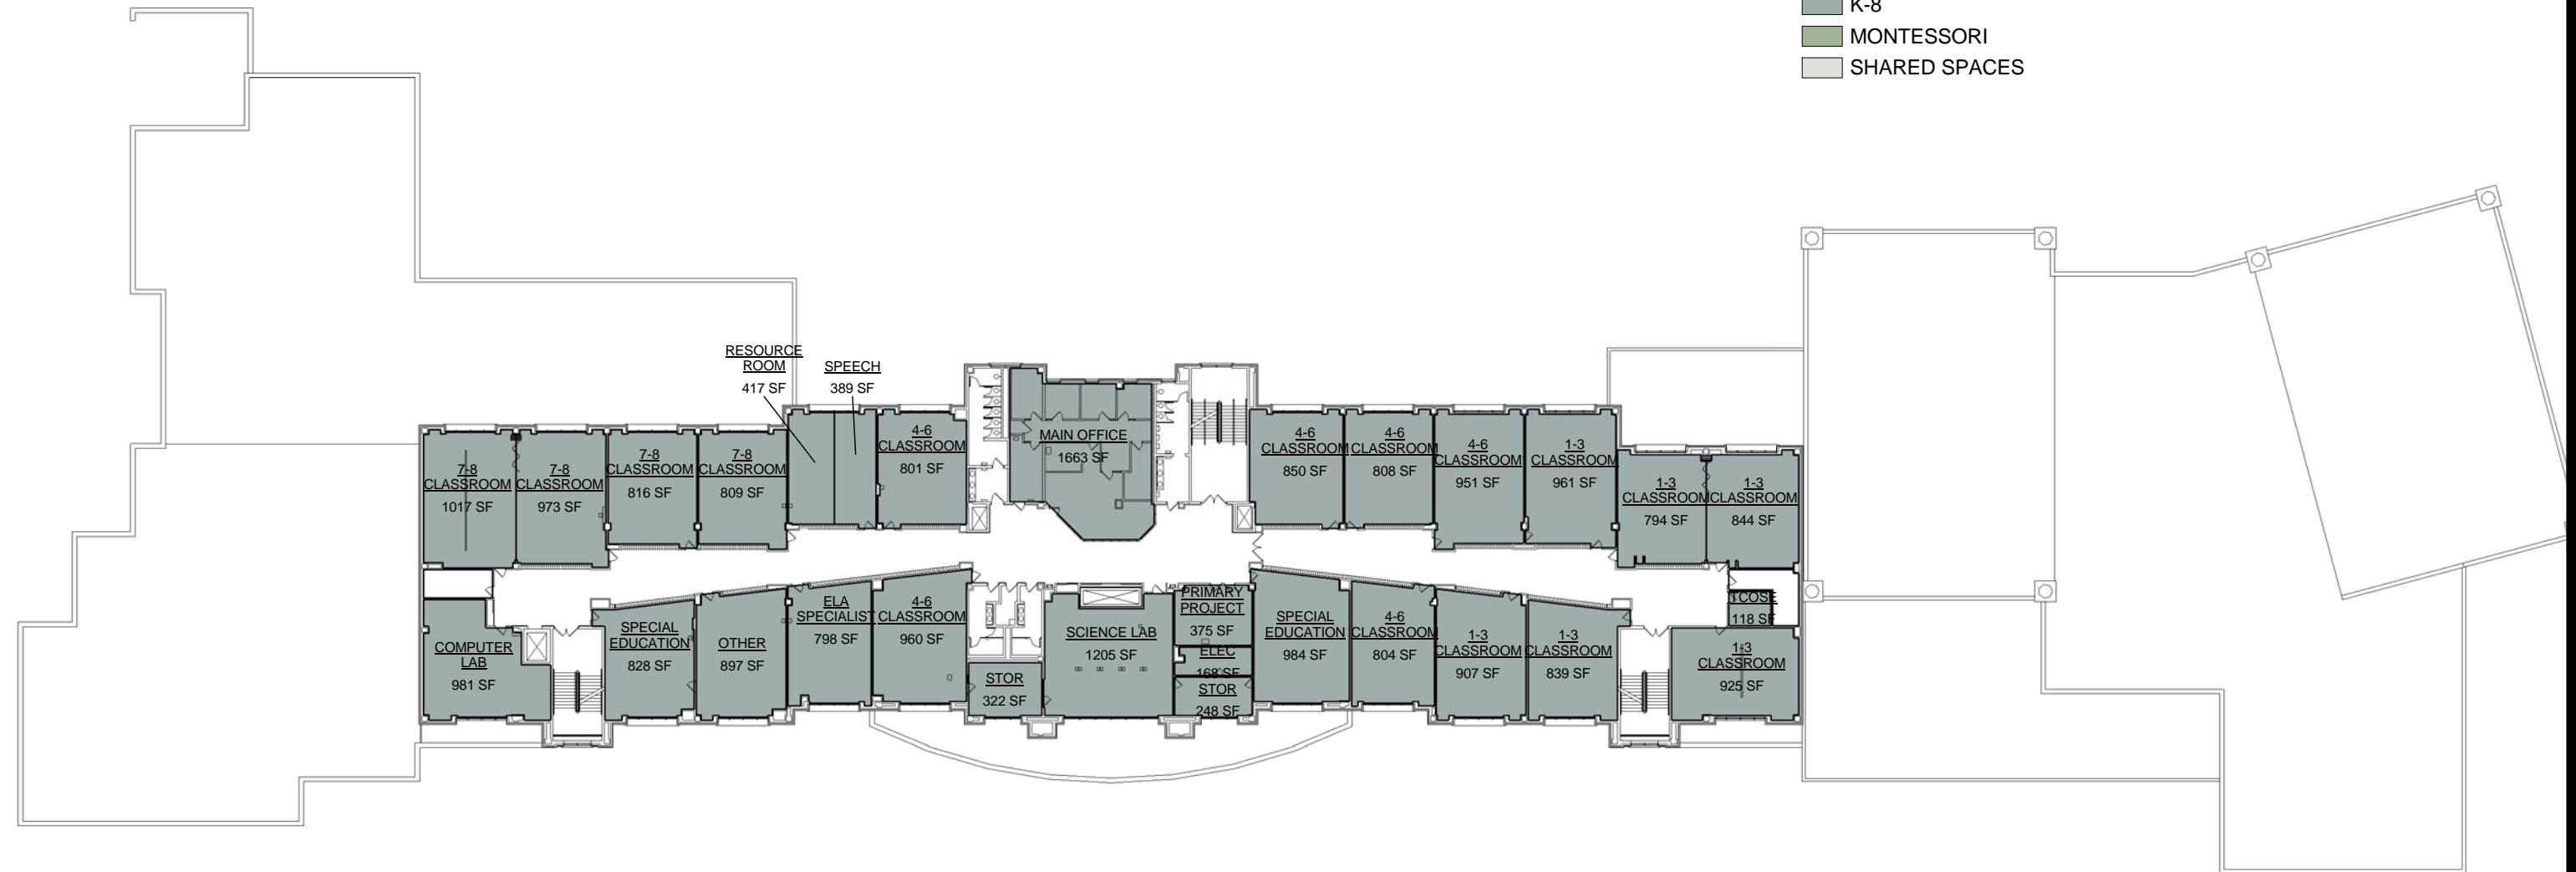 K-8
MONTESSORI
SHARED SPACES
RESOURCE
ROOM
417 SF
SPEECH
389 SF
7-8
CLASSROOM
1017 SF
7-8
CLASSROOM
973 SF
7-8
CLASSROOM
816 SF
7-8
CLASSROOM
809 SF
4-6
CLASSROOM
801 SF
MAIN OFFICE
1663 SF
4-6
CLASSROOM
850 SF
4-6
CLASSROOM
808 SF
4-6
CLASSROOM
951 SF
1-3
CLASSROOM
961 SF
1-3
CLASSROOM
794 SF
1-3
CLASSROOM
844 SF
COMPUTER
LAB
981 SF
SPECIAL
EDUCATION
828 SF
OTHER
897 SF
ELA
SPECIALIST
798 SF
4-6
CLASSROOM
960 SF
STOR
322 SF
SCIENCE LAB
1205 SF
PRIMARY
PROJECT
375 SF
ELEC
168 SF
STOR
248 SF
SPECIAL
EDUCATION
984 SF
4-6
CLASSROOM
804 SF
1-3
CLASSROOM
907 SF
1-3
CLASSROOM
839 SF
TCOSE
118 SF
1-3
CLASSROOM
925 SF